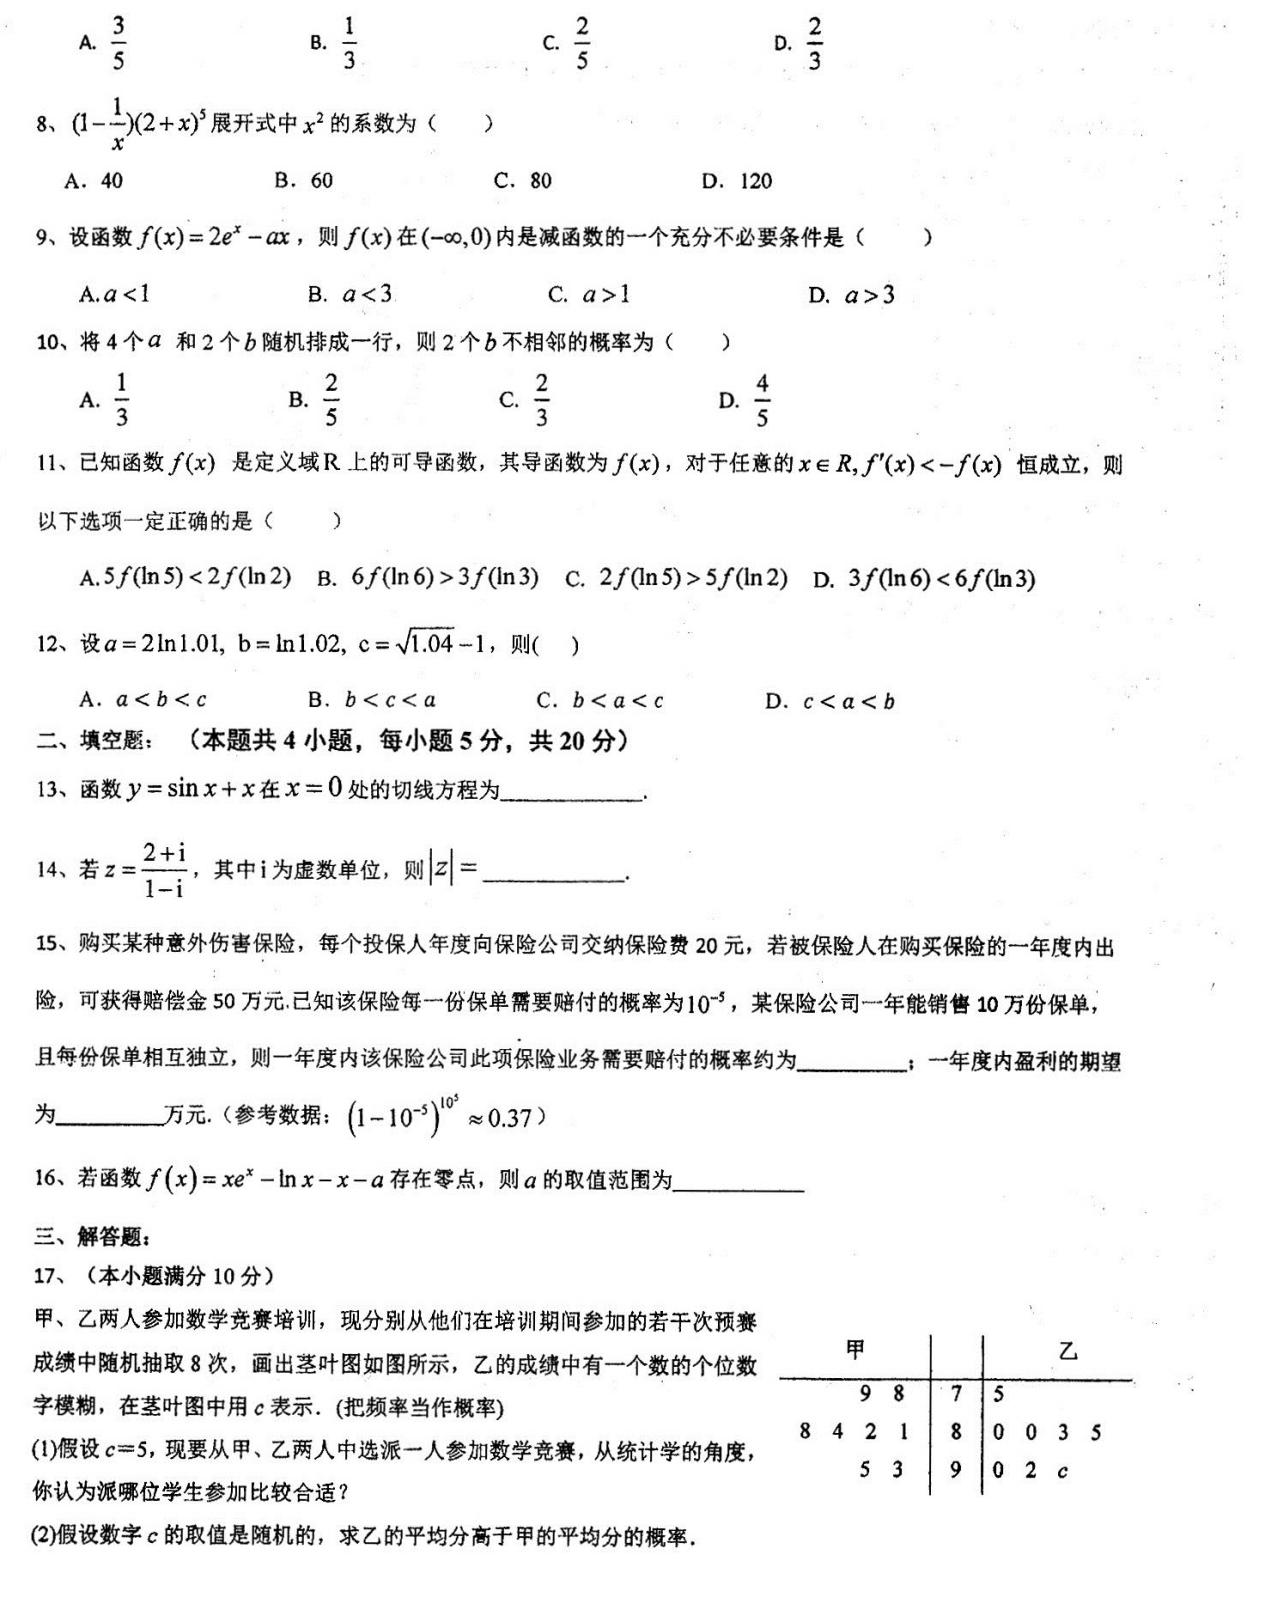 A. 3/5 B. 1/3 C. 2/5 D. 2/3
8、(1-1/x)(2+x)⁵展开式中 x² 的系数为（ ）
A．40 B．60 C．80 D．120
9、设函数 f(x)=2eˣ-ax，则 f(x)在(-∞,0)内是减函数的一个充分不必要条件是（ ）
A.a<1 B. a<3 C. a>1 D. a>3
10、将 4 个a 和 2 个b随机排成一行，则 2 个b不相邻的概率为（ ）
A. 1/3 B. 2/5 C. 2/3 D. 4/5
11、已知函数 f(x) 是定义域R 上的可导函数，其导函数为 f(x)，对于任意的 x∈R, f′(x)<-f(x) 恒成立，则
以下选项一定正确的是（ ）
A.5f(ln5)<2f(ln2) B. 6f(ln6)>3f(ln3) C. 2f(ln5)>5f(ln2) D. 3f(ln6)<6f(ln3)
12、设a=2ln1.01, b=ln1.02, c=√1.04-1，则( )
A．a<b<c B．b<c<a C．b<a<c D．c<a<b
二、填空题：（本题共 4 小题，每小题 5 分，共 20 分）
13、函数 y=sin x+x在 x=0 处的切线方程为____________.
14、若 z=(2+i)/(1-i)，其中i为虚数单位，则|z|=____________.
15、购买某种意外伤害保险，每个投保人年度向保险公司交纳保险费 20 元，若被保险人在购买保险的一年度内出
险，可获得赔偿金 50 万元.已知该保险每一份保单需要赔付的概率为10⁻⁵，某保险公司一年能销售 10 万份保单，
且每份保单相互独立，则一年度内该保险公司此项保险业务需要赔付的概率约为_________；一年度内盈利的期望
为_________万元.（参考数据：(1-10⁻⁵)^10⁵≈0.37）
16、若函数 f(x)=xeˣ-ln x-x-a 存在零点，则a的取值范围为___________
三、解答题：
17、（本小题满分 10 分）
甲、乙两人参加数学竞赛培训，现分别从他们在培训期间参加的若干次预赛
成绩中随机抽取 8 次，画出茎叶图如图所示，乙的成绩中有一个数的个位数
字模糊，在茎叶图中用 c 表示．(把频率当作概率)
(1)假设 c=5，现要从甲、乙两人中选派一人参加数学竞赛，从统计学的角度，
你认为派哪位学生参加比较合适？
(2)假设数字 c 的取值是随机的，求乙的平均分高于甲的平均分的概率．
甲 乙
9 8 7 5
8 4 2 1 8 0 0 3 5
5 3 9 0 2 c